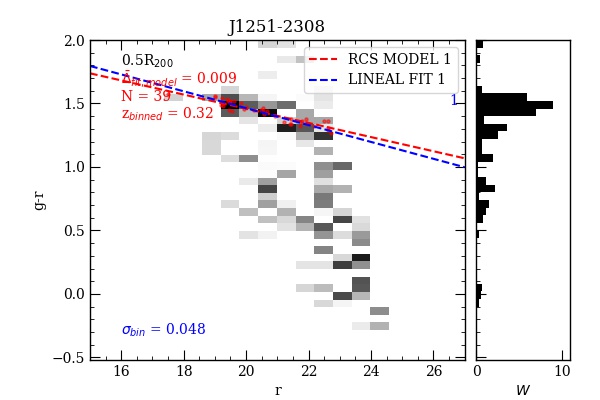 J1251-2308
2.0
1.5
1.0
0.5
0.0
−0.5
g-r
0.5R200
Δfit,model = 0.009
N = 39
zbinned = 0.32
σbin = 0.048
RCS MODEL 1
LINEAL FIT 1
1
16 18 20 22 24 26
r
0 10
W